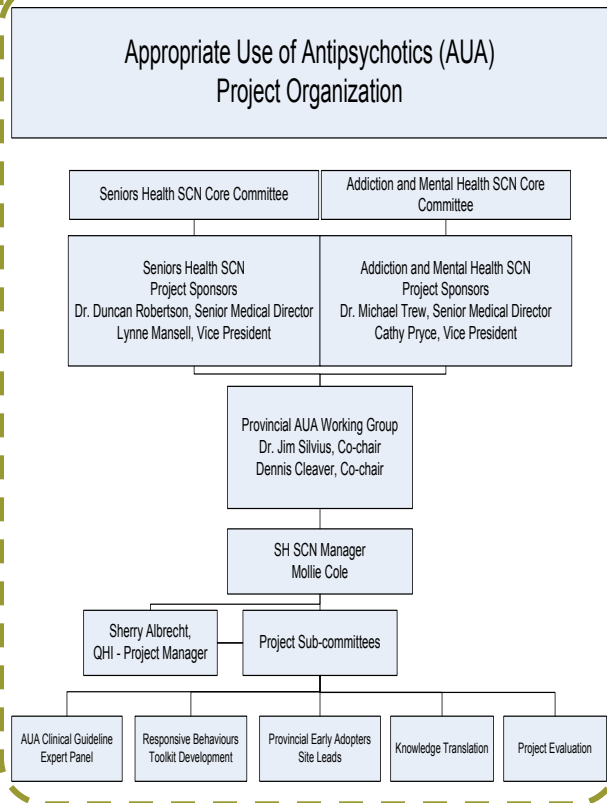 Appropriate Use of Antipsychotics (AUA)
Project Organization
Seniors Health SCN Core Committee
Addiction and Mental Health SCN Core
Committee
Seniors Health SCN
Project Sponsors
Dr. Duncan Robertson, Senior Medical Director
Lynne Mansell, Vice President
Addiction and Mental Health SCN
Project Sponsors
Dr. Michael Trew, Senior Medical Director
Cathy Pryce, Vice President
Provincial AUA Working Group
Dr. Jim Silvius, Co-chair
Dennis Cleaver, Co-chair
SH SCN Manager
Mollie Cole
Sherry Albrecht,
QHI - Project Manager
Project Sub-committees
AUA Clinical Guideline
Expert Panel
Responsive Behaviours
Toolkit Development
Provincial Early Adopters
Site Leads
Knowledge Translation
Project Evaluation